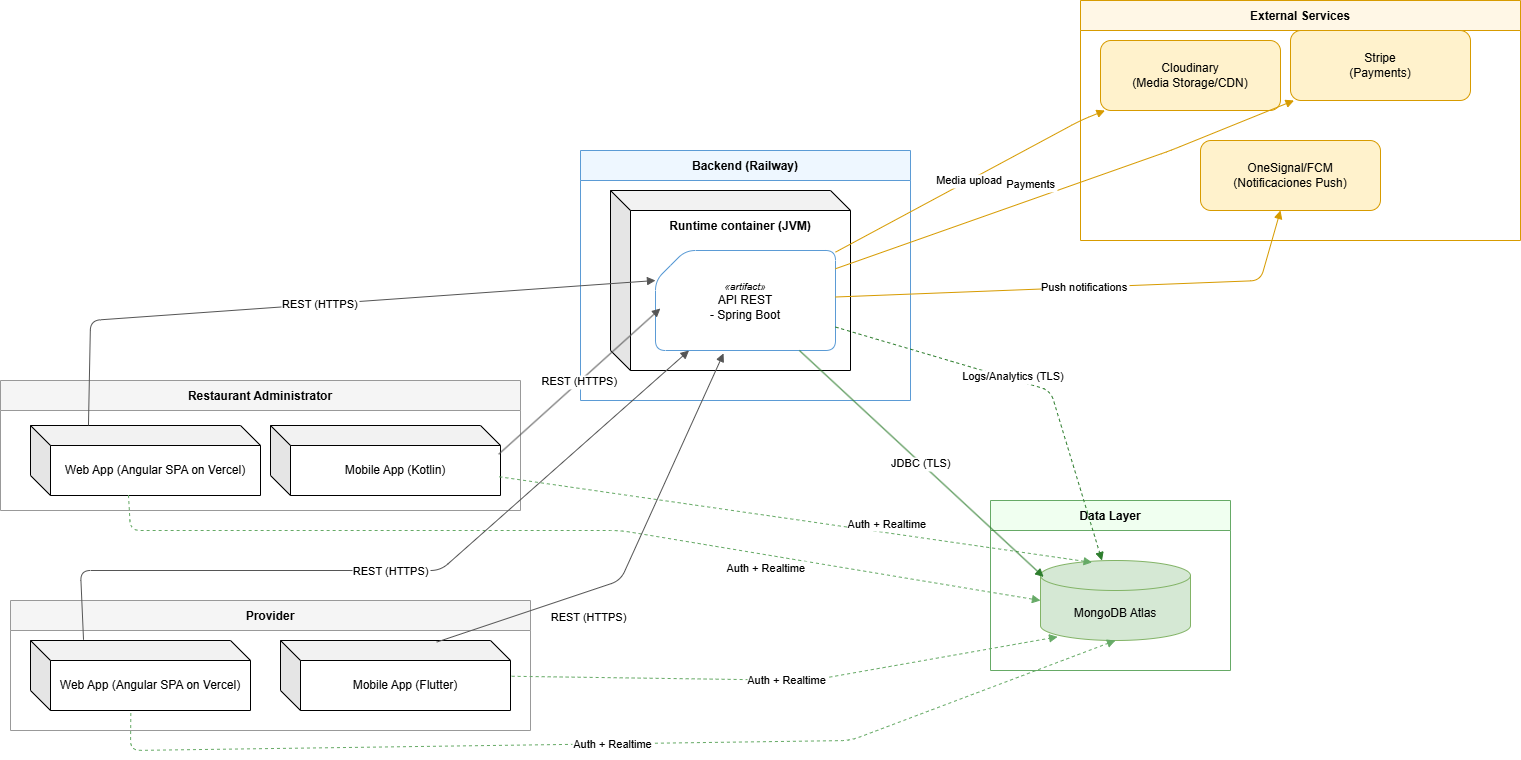 External Services
Cloudinary
(Media Storage/CDN)
Stripe
(Payments)
OneSignal/FCM
(Notificaciones Push)
Backend (Railway)
Runtime container (JVM)
«artifact»
API REST
- Spring Boot
Media upload
Payments
Push notifications
REST (HTTPS)
REST (HTTPS)
Logs/Analytics (TLS)
JDBC (TLS)
Restaurant Administrator
Web App (Angular SPA on Vercel)
Mobile App (Kotlin)
Auth + Realtime
Auth + Realtime
Data Layer
MongoDB Atlas
REST (HTTPS)
REST (HTTPS)
Provider
Web App (Angular SPA on Vercel)
Mobile App (Flutter)
Auth + Realtime
Auth + Realtime